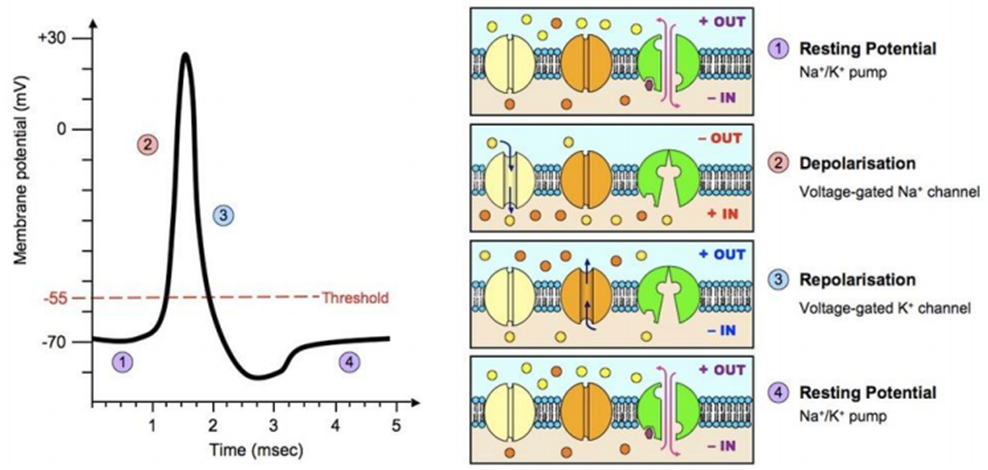 +30
0
-55
-70
Membrane potential (mV)
1
2
3
4
Threshold
1
2
3
4
5
Time (msec)
+ OUT
– IN
– OUT
+ IN
+ OUT
– IN
+ OUT
– IN
1 Resting Potential
Na⁺/K⁺ pump
2 Depolarisation
Voltage-gated Na⁺ channel
3 Repolarisation
Voltage-gated K⁺ channel
4 Resting Potential
Na⁺/K⁺ pump